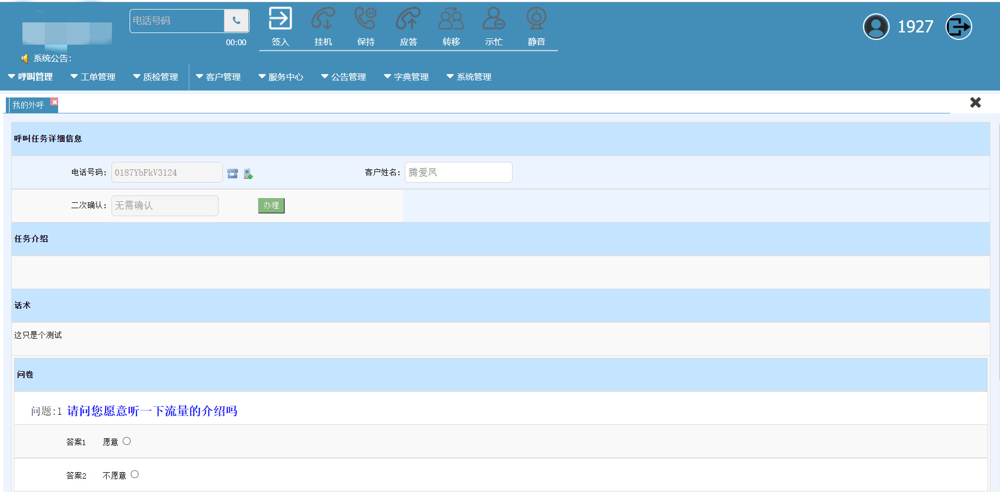 电话号码
00:00
签入 挂机 保持 应答 转移 示忙 静音
1927
系统公告：
呼叫管理 工单管理 质检管理 客户管理 服务中心 公告管理 字典管理 系统管理
我的外呼
呼叫任务详细信息
电话号码： 0187YbFkV3124 客户姓名： 腾爱凤
二次确认： 无需确认 办理
任务介绍
话术
这只是个测试
问卷
问题:1 请问您愿意听一下流量的介绍吗
答案1 愿意
答案2 不愿意